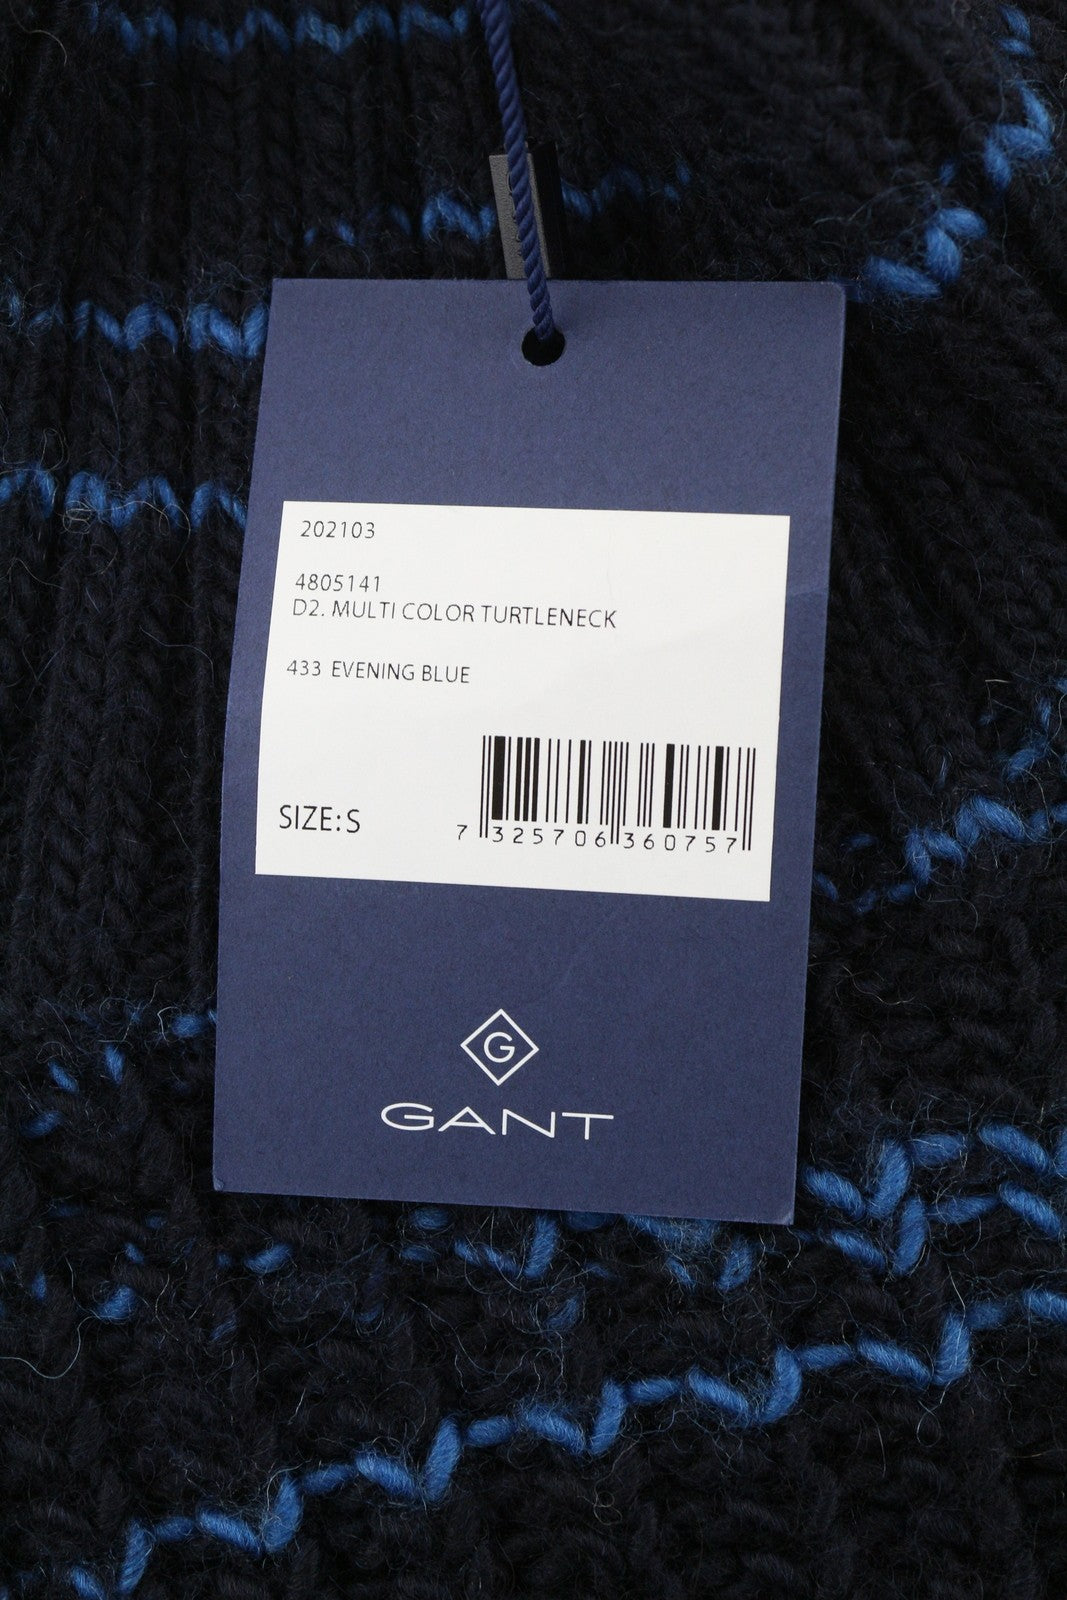 202103
4805141
D2. MULTI COLOR TURTLENECK
433 EVENING BLUE
SIZE: S
7 325706 360757
G
GANT